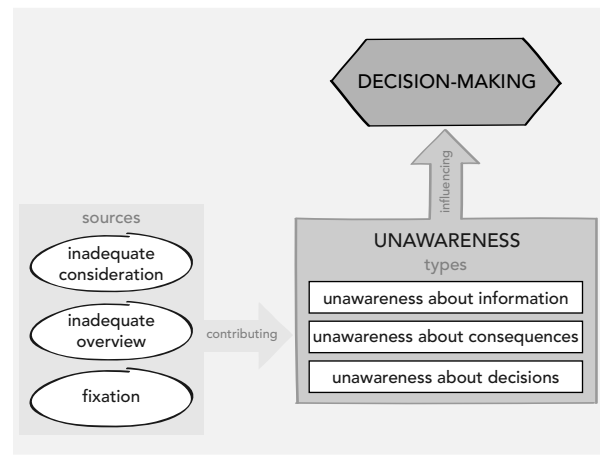 DECISION-MAKING
influencing
sources
inadequate
consideration
inadequate
overview
fixation
contributing
UNAWARENESS
types
unawareness about information
unawareness about consequences
unawareness about decisions